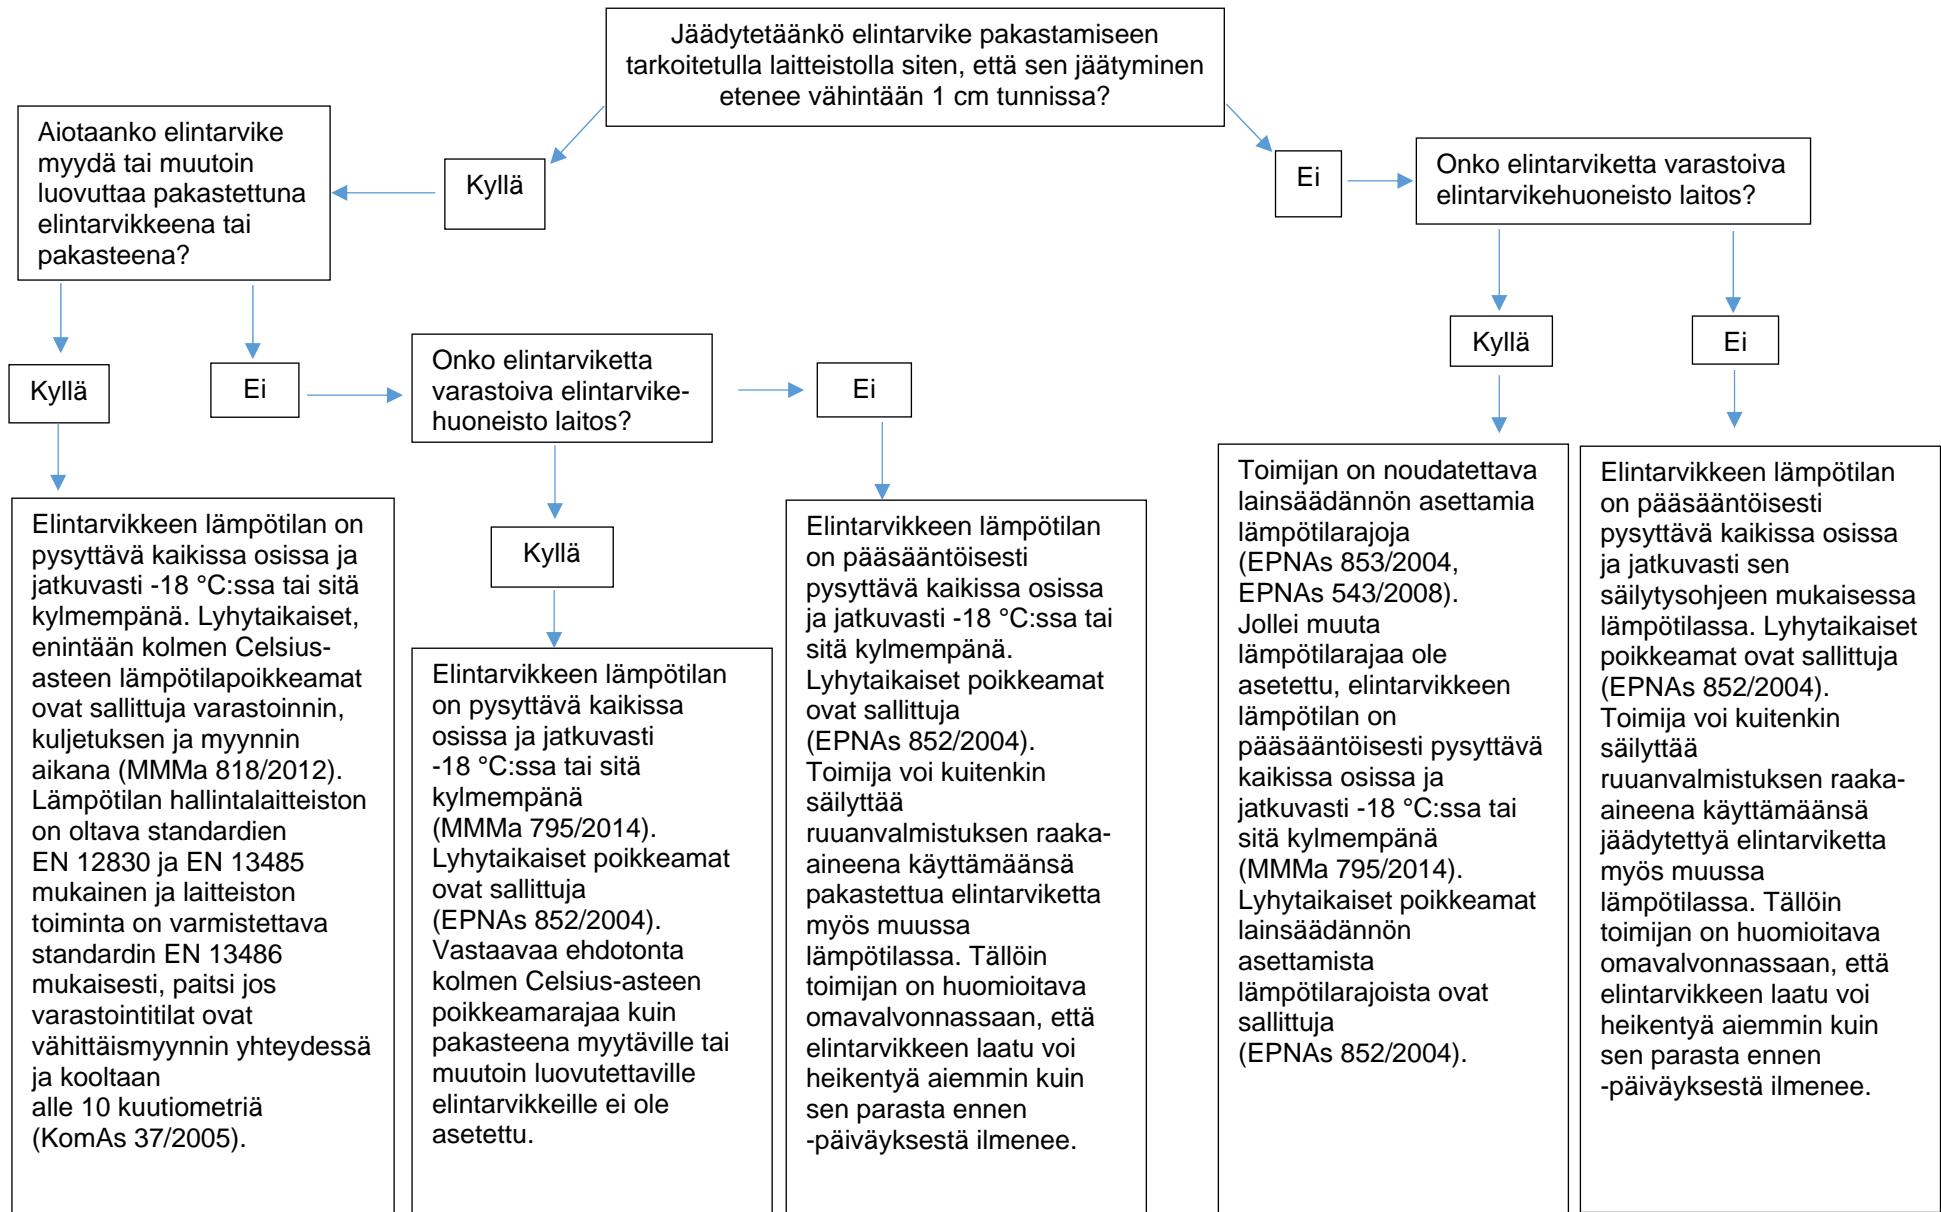 Jäädytetäänkö elintarvike pakastamiseen
tarkoitetulla laitteistolla siten, että sen jäätyminen
etenee vähintään 1 cm tunnissa?
Aiotaanko elintarvike
myydä tai muutoin
luovuttaa pakastettuna
elintarvikkeena tai
pakasteena?
Kyllä
Ei
Onko elintarviketta varastoiva
elintarvikehuoneisto laitos?
Kyllä
Ei
Onko elintarviketta
varastoiva elintarvike-
huoneisto laitos?
Ei
Kyllä
Ei
Kyllä
Elintarvikkeen lämpötilan on
pysyttävä kaikissa osissa ja
jatkuvasti -18 °C:ssa tai sitä
kylmempänä. Lyhytaikaiset,
enintään kolmen Celsius-
asteen lämpötilapoikkeamat
ovat sallittuja varastoinnin,
kuljetuksen ja myynnin
aikana (MMMa 818/2012).
Lämpötilan hallintalaitteiston
on oltava standardien
EN 12830 ja EN 13485
mukainen ja laitteiston
toiminta on varmistettava
standardin EN 13486
mukaisesti, paitsi jos
varastointitilat ovat
vähittäismyynnin yhteydessä
ja kooltaan
alle 10 kuutiometriä
(KomAs 37/2005).
Elintarvikkeen lämpötilan
on pysyttävä kaikissa
osissa ja jatkuvasti
-18 °C:ssa tai sitä
kylmempänä
(MMMa 795/2014).
Lyhytaikaiset poikkeamat
ovat sallittuja
(EPNAs 852/2004).
Vastaavaa ehdotonta
kolmen Celsius-asteen
poikkeamarajaa kuin
pakasteena myytäville tai
muutoin luovutettaville
elintarvikkeille ei ole
asetettu.
Elintarvikkeen lämpötilan
on pääsääntöisesti
pysyttävä kaikissa osissa
ja jatkuvasti -18 °C:ssa tai
sitä kylmempänä.
Lyhytaikaiset poikkeamat
ovat sallittuja
(EPNAs 852/2004).
Toimija voi kuitenkin
säilyttää
ruuanvalmistuksen raaka-
aineena käyttämäänsä
pakastettua elintarviketta
myös muussa
lämpötilassa. Tällöin
toimijan on huomioitava
omavalvonnassaan, että
elintarvikkeen laatu voi
heikentyä aiemmin kuin
sen parasta ennen
-päiväyksestä ilmenee.
Toimijan on noudatettava
lainsäädännön asettamia
lämpötilarajoja
(EPNAs 853/2004,
EPNAs 543/2008).
Jollei muuta
lämpötilarajaa ole
asetettu, elintarvikkeen
lämpötilan on
pääsääntöisesti pysyttävä
kaikissa osissa ja
jatkuvasti -18 °C:ssa tai
sitä kylmempänä
(MMMa 795/2014).
Lyhytaikaiset poikkeamat
lainsäädännön
asettamista
lämpötilarajoista ovat
sallittuja
(EPNAs 852/2004).
Elintarvikkeen lämpötilan
on pääsääntöisesti
pysyttävä kaikissa osissa
ja jatkuvasti sen
säilytysohjeen mukaisessa
lämpötilassa. Lyhytaikaiset
poikkeamat ovat sallittuja
(EPNAs 852/2004).
Toimija voi kuitenkin
säilyttää
ruuanvalmistuksen raaka-
aineena käyttämäänsä
jäädytettyä elintarviketta
myös muussa
lämpötilassa. Tällöin
toimijan on huomioitava
omavalvonnassaan, että
elintarvikkeen laatu voi
heikentyä aiemmin kuin
sen parasta ennen
-päiväyksestä ilmenee.